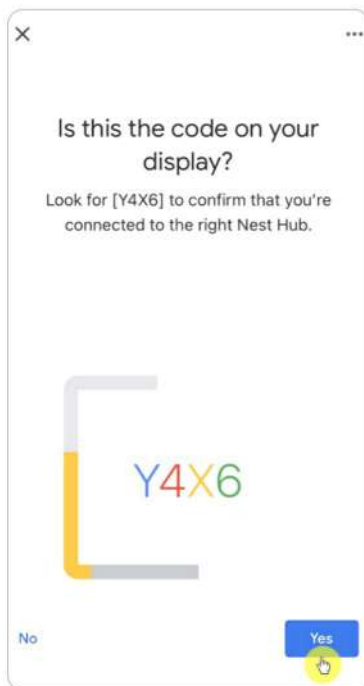 Is this the code on your
display?
Look for [Y4X6] to confirm that you're
connected to the right Nest Hub.
Y4X6
No
Yes